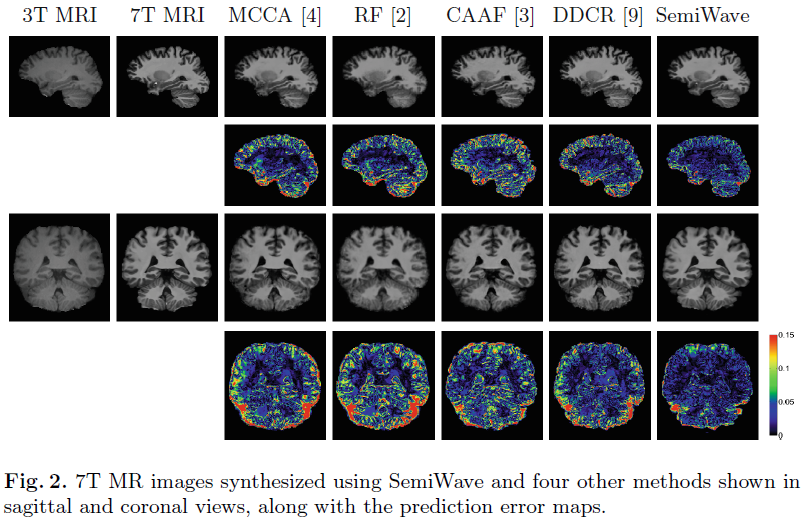 3T MRI 7T MRI MCCA [4] RF [2] CAAF [3] DDCR [9] SemiWave
0.15
0.1
0.05
0
Fig. 2. 7T MR images synthesized using SemiWave and four other methods shown in
sagittal and coronal views, along with the prediction error maps.